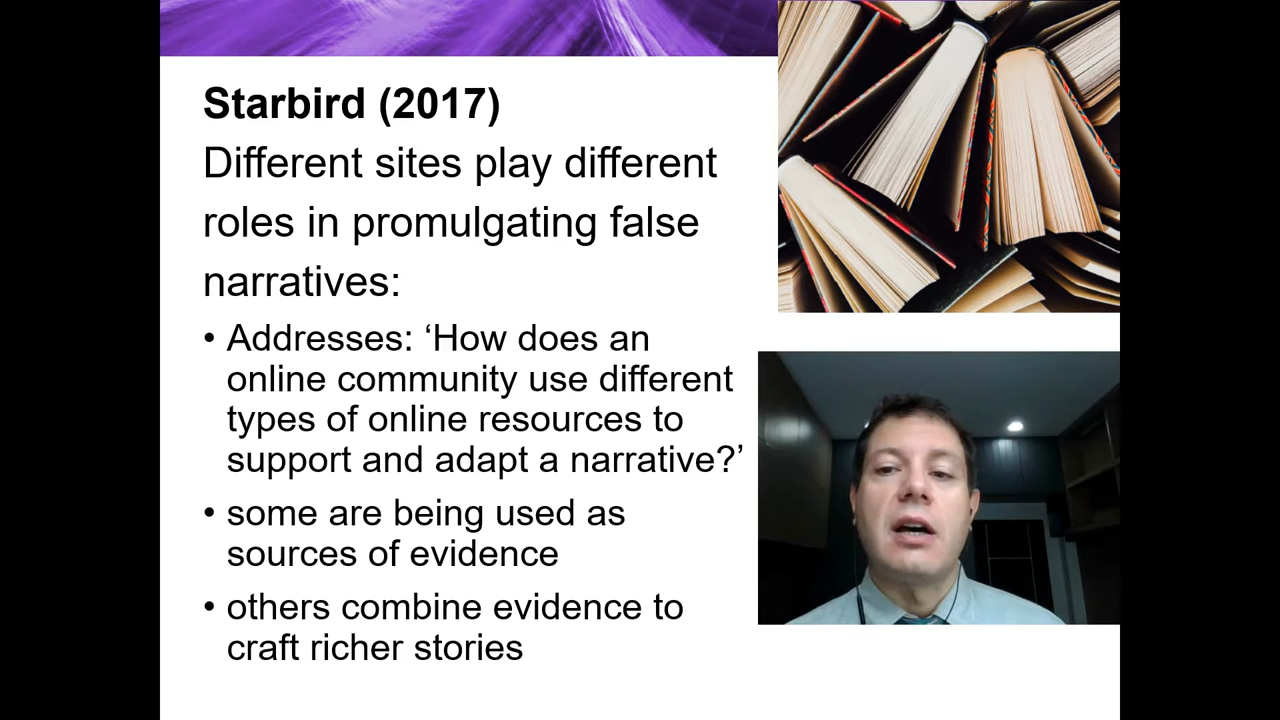 Starbird (2017)
Different sites play different
roles in promulgating false
narratives:
• Addresses: ‘How does an
online community use different
types of online resources to
support and adapt a narrative?’
• some are being used as
sources of evidence
• others combine evidence to
craft richer stories